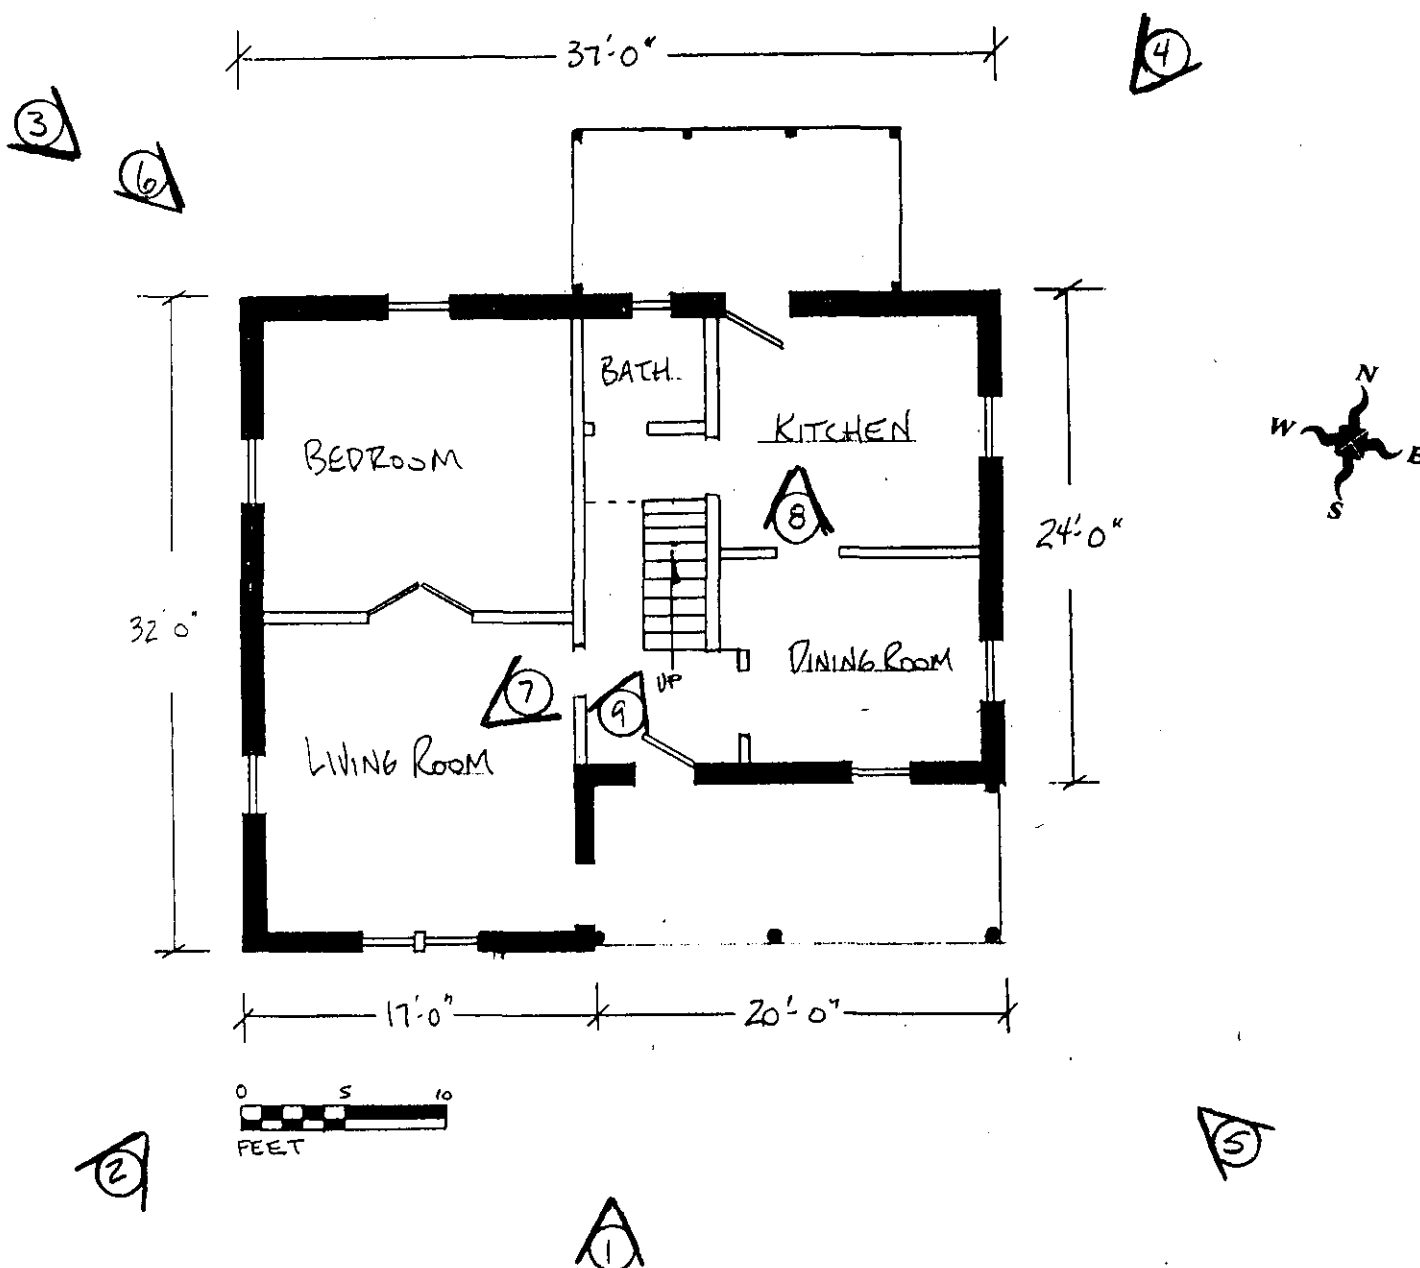 37'-0"
4
3
6
BATH.
BEDROOM
KITCHEN
N
W
E
S
8
24'-0"
32'0"
DINING ROOM
7
UP
9
LIVING ROOM
17'-0"
20'-0"
0 5 10
FEET
2
5
1